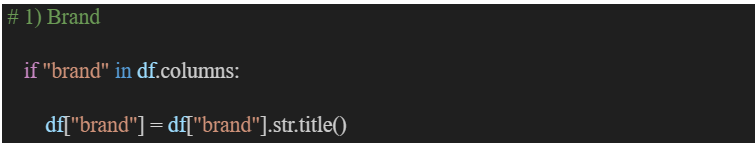 # 1) Brand
if "brand" in df.columns:
df["brand"] = df["brand"].str.title()